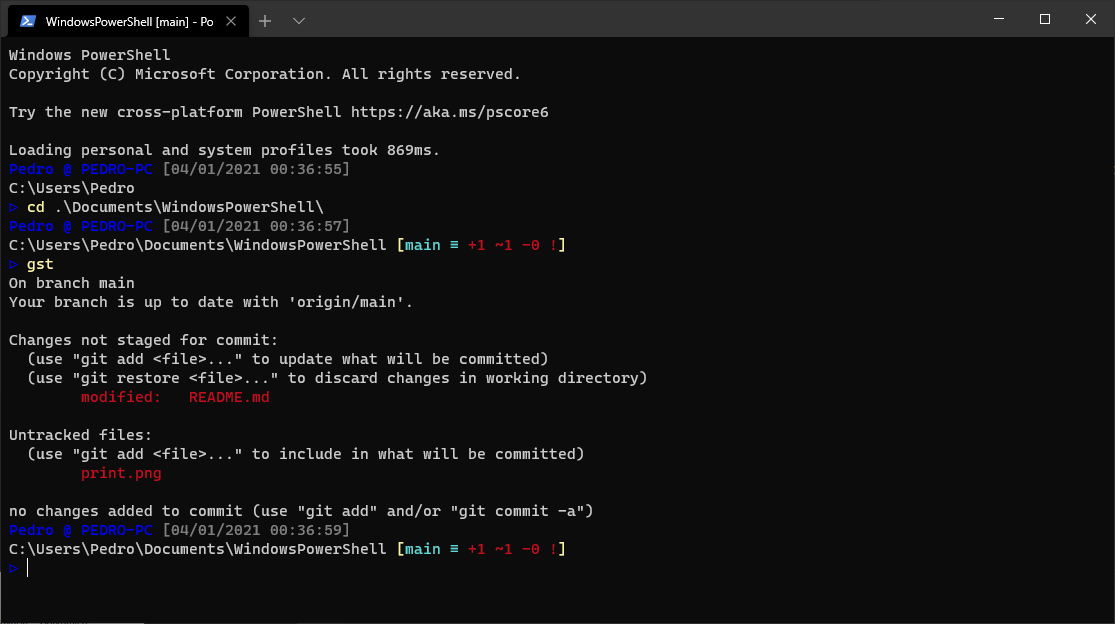 WindowsPowerShell [main] - Po
Windows PowerShell
Copyright (C) Microsoft Corporation. All rights reserved.
Try the new cross-platform PowerShell https://aka.ms/pscore6
Loading personal and system profiles took 869ms.
Pedro @ PEDRO-PC [04/01/2021 00:36:55]
C:\Users\Pedro
▷ cd .\Documents\WindowsPowerShell\
Pedro @ PEDRO-PC [04/01/2021 00:36:57]
C:\Users\Pedro\Documents\WindowsPowerShell [main ≡ +1 ~1 -0 !]
▷ gst
On branch main
Your branch is up to date with 'origin/main'.
Changes not staged for commit:
  (use "git add <file>..." to update what will be committed)
  (use "git restore <file>..." to discard changes in working directory)
        modified:   README.md
Untracked files:
  (use "git add <file>..." to include in what will be committed)
        print.png
no changes added to commit (use "git add" and/or "git commit -a")
Pedro @ PEDRO-PC [04/01/2021 00:36:59]
C:\Users\Pedro\Documents\WindowsPowerShell [main ≡ +1 ~1 -0 !]
▷